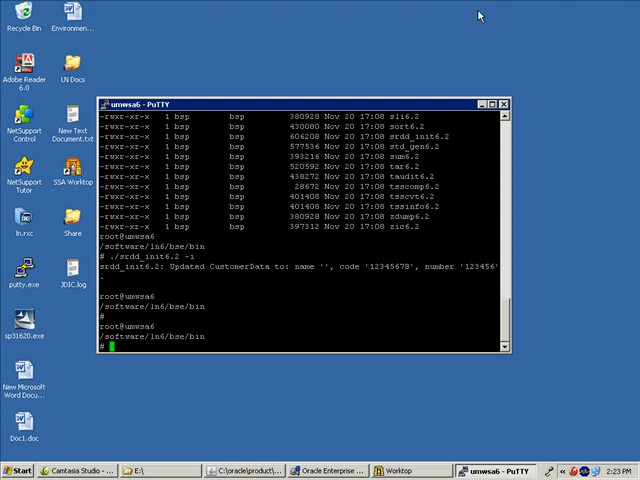 Recycle Bin
Environmen...
Adobe Reader
6.0
LN Docs
NetSupport
Control
New Text
Document.txt
NetSupport
Tutor
SSA Worktop
ln.rxc
Share
putty.exe
JDIC.log
sp31620.exe
New Microsoft
Word Docu...
Doc1.doc
umwsa6 - PuTTY
-rwxr-xr-x 1 bsp bsp 380928 Nov 20 17:08 sli6.2
-rwxr-xr-x 1 bsp bsp 430080 Nov 20 17:08 sort6.2
-rwxr-xr-x 1 bsp bsp 606208 Nov 20 17:08 srdd_init6.2
-rwxr-xr-x 1 bsp bsp 577536 Nov 20 17:08 std_gen6.2
-rwxr-xr-x 1 bsp bsp 393216 Nov 20 17:08 sum6.2
-rwxr-xr-x 1 bsp bsp 520592 Nov 20 17:08 tar6.2
-rwxr-xr-x 1 bsp bsp 438272 Nov 20 17:08 taudit6.2
-rwxr-xr-x 1 bsp bsp 28672 Nov 20 17:08 tsscomp6.2
-rwxr-xr-x 1 bsp bsp 401408 Nov 20 17:08 tsscvt6.2
-rwxr-xr-x 1 bsp bsp 401408 Nov 20 17:08 tssinfo6.2
-rwxr-xr-x 1 bsp bsp 380928 Nov 20 17:08 zdump6.2
-rwxr-xr-x 1 bsp bsp 397312 Nov 20 17:08 zic6.2
root@umwsa6
/software/ln6/bse/bin
# ./srdd_init6.2 -i
srdd_init6.2: Updated CustomerData to: name '', code '12345678', number '123456'
.
root@umwsa6
/software/ln6/bse/bin
#
root@umwsa6
/software/ln6/bse/bin
#
Start
Camtasia Studio - ...
E:\
C:\oracle\product\...
Oracle Enterprise ...
Worktop
umwsa6 - PuTTY
2:23 PM